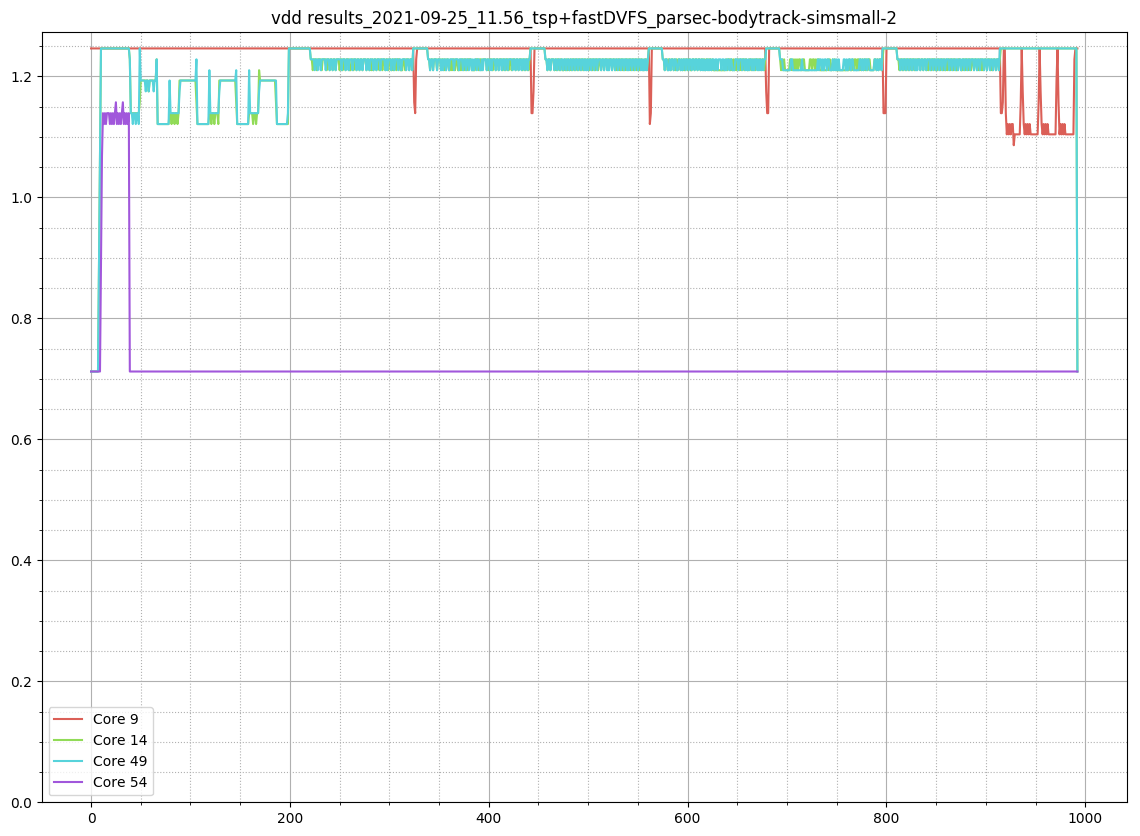 vdd results_2021-09-25_11.56_tsp+fastDVFS_parsec-bodytrack-simsmall-2
1.2
1.0
0.8
0.6
0.4
0.2
0.0
Core 9
Core 14
Core 49
Core 54
0 200 400 600 800 1000